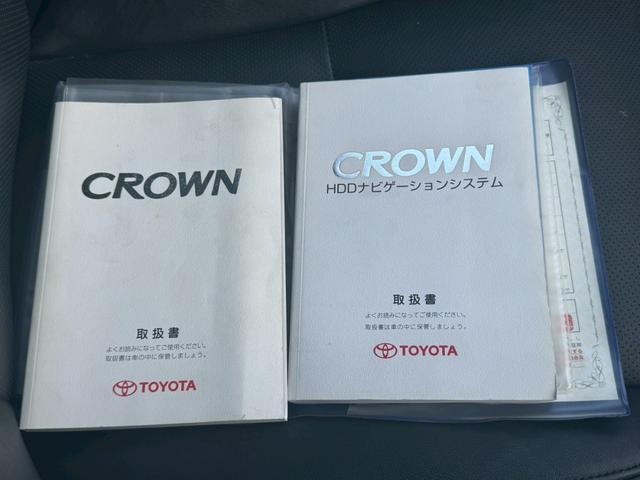 CROWN
取扱書
よくお読みになってご使用ください。
取扱書は車の中に保管しましょう。
TOYOTA
CROWN
HDDナビゲーションシステム
取扱書
よくお読みになってご使用ください。
取扱書は車の中に保管しましょう。
TOYOTA